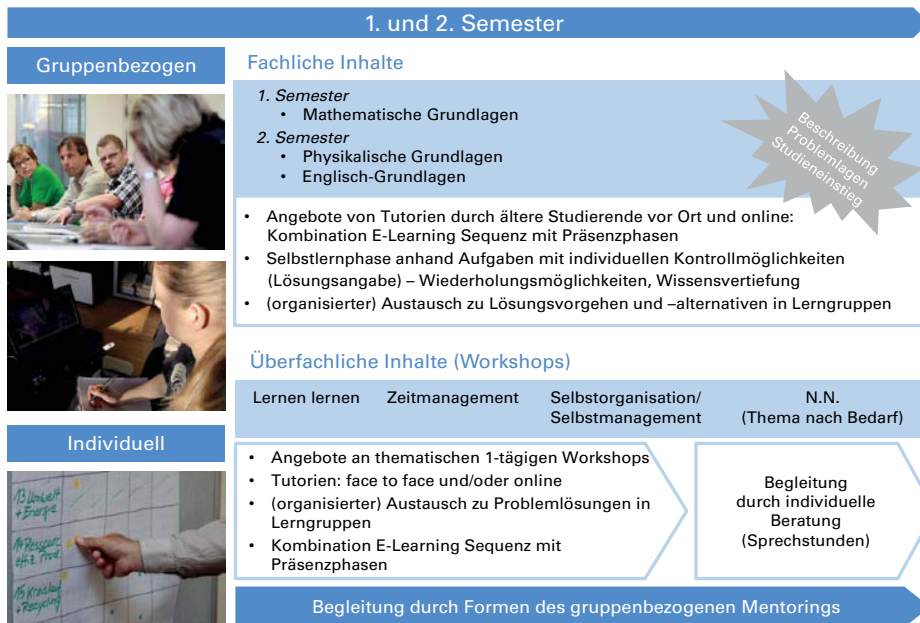 1. und 2. Semester
Gruppenbezogen
Fachliche Inhalte
1. Semester
• Mathematische Grundlagen
2. Semester
• Physikalische Grundlagen
• Englisch-Grundlagen
Beschreibung
Problemlagen
Studieneinstieg
• Angebote von Tutorien durch ältere Studierende vor Ort und online:
Kombination E-Learning Sequenz mit Präsenzphasen
• Selbstlernphase anhand Aufgaben mit individuellen Kontrollmöglichkeiten
(Lösungsangabe) – Wiederholungsmöglichkeiten, Wissensvertiefung
• (organisierter) Austausch zu Lösungsvorgehen und –alternativen in Lerngruppen
Überfachliche Inhalte (Workshops)
Lernen lernen
Zeitmanagement
Selbstorganisation/
Selbstmanagement
N.N.
(Thema nach Bedarf)
Individuell
• Angebote an thematischen 1-tägigen Workshops
• Tutorien: face to face und/oder online
• (organisierter) Austausch zu Problemlösungen in
Lerngruppen
• Kombination E-Learning Sequenz mit
Präsenzphasen
Begleitung
durch individuelle
Beratung
(Sprechstunden)
13 Umwelt
+ Energie
14 Ressourc.
effiz. Prod.
15 Kreislauf
+ Recycling
Begleitung durch Formen des gruppenbezogenen Mentorings